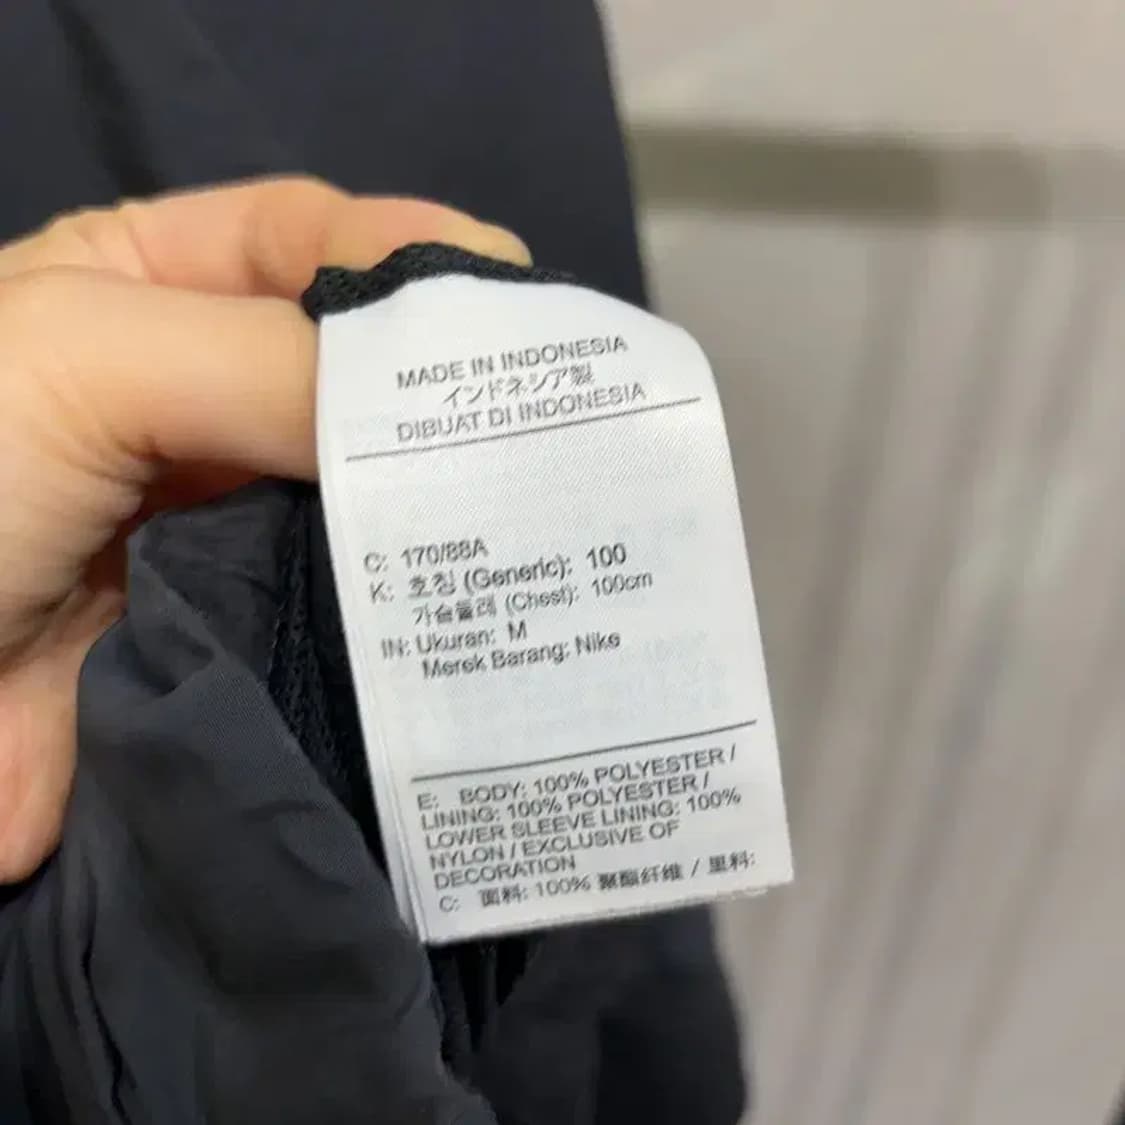 MADE IN INDONESIA
インドネシア製
DIBUAT DI INDONESIA
C: 170/88A
K: 호칭 (Generic): 100
가슴둘레 (Chest): 100cm
IN: Ukuran: M
Merek Barang: Nike
E: BODY: 100% POLYESTER /
LINING: 100% POLYESTER /
LOWER SLEEVE LINING: 100%
NYLON / EXCLUSIVE OF
DECORATION
C: 面料: 100% 聚酯纤维 / 里料: